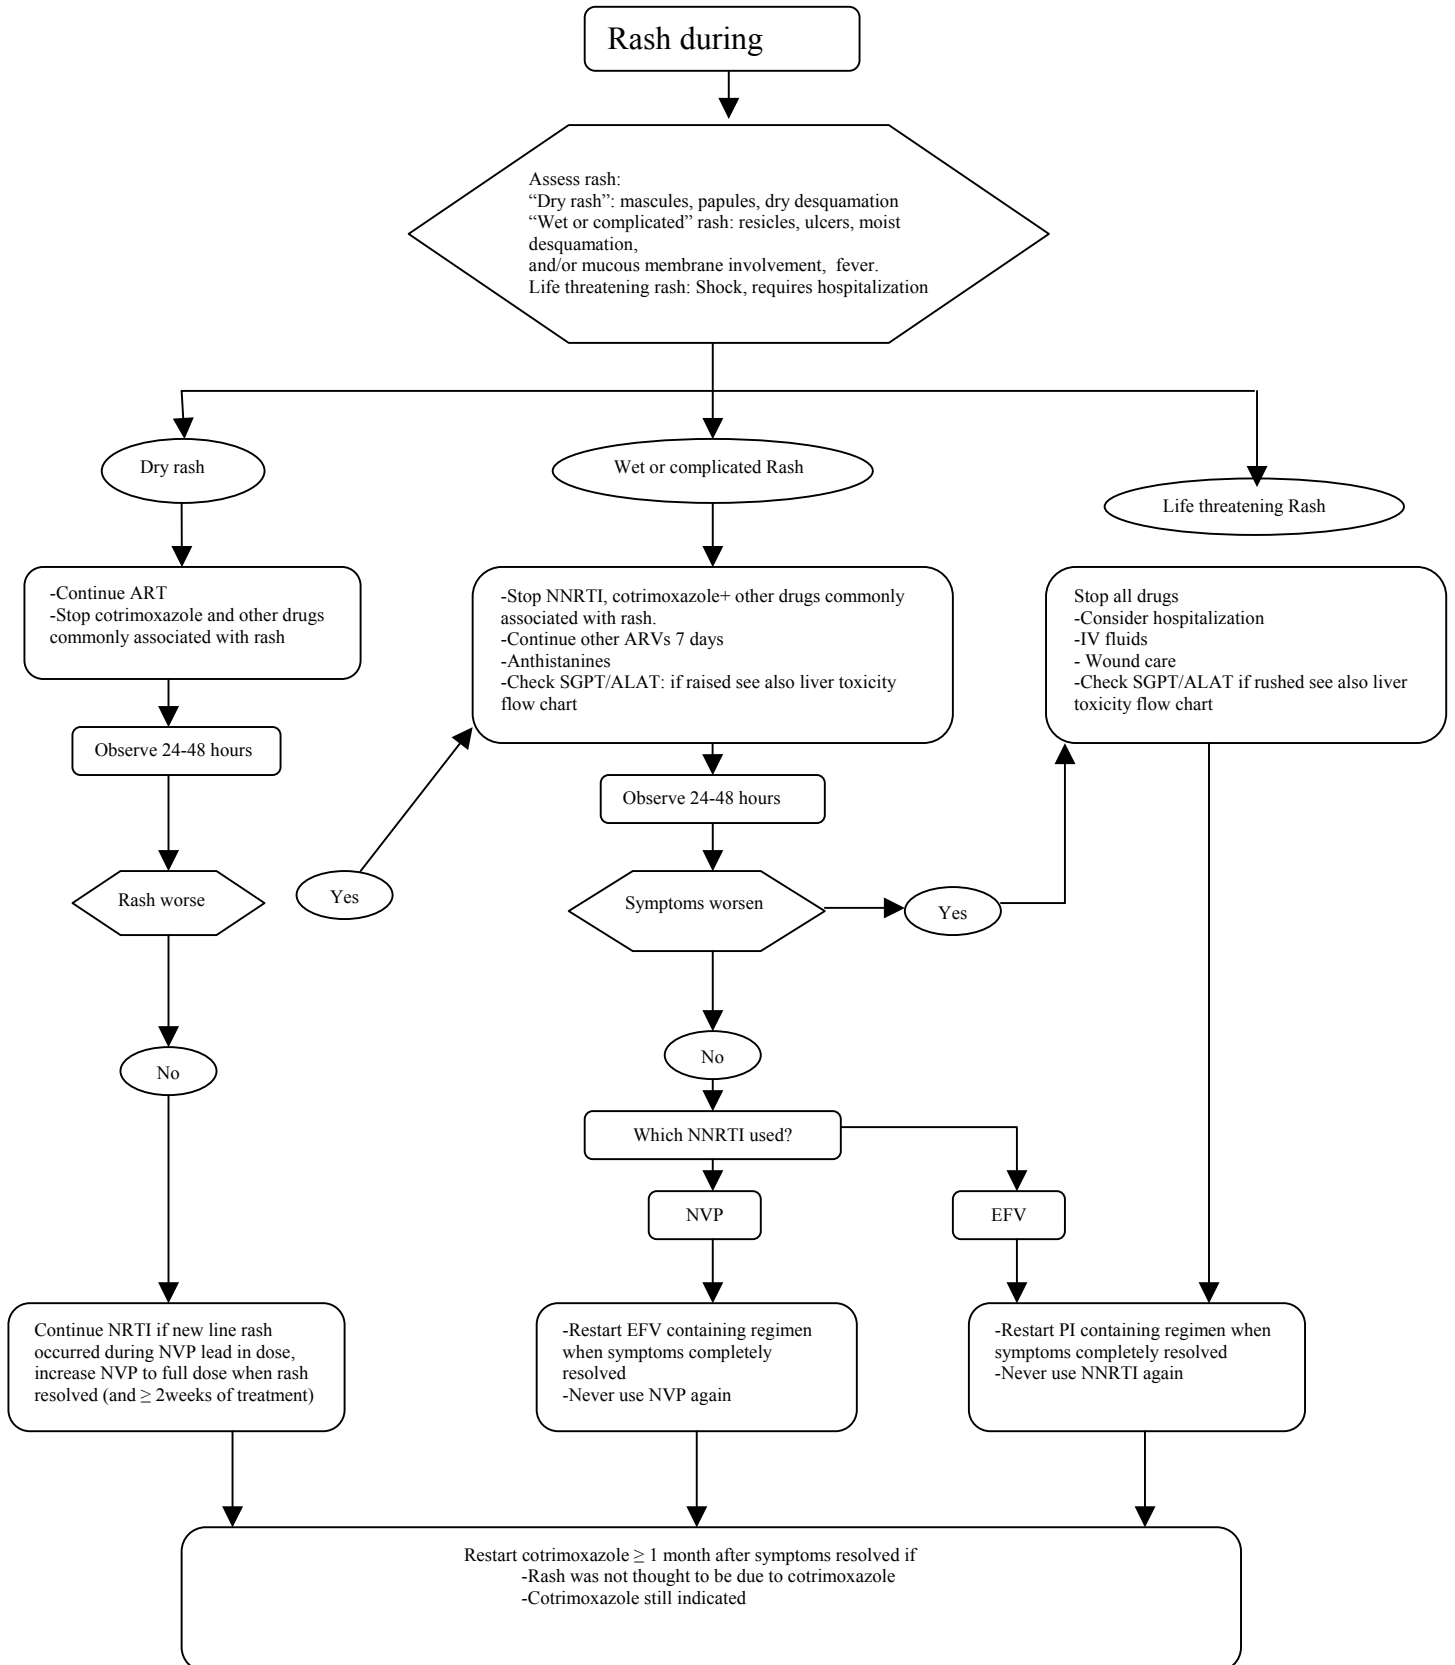 Rash during
Assess rash:
“Dry rash”: mascules, papules, dry desquamation
“Wet or complicated” rash: resicles, ulcers, moist
desquamation,
and/or mucous membrane involvement, fever.
Life threatening rash: Shock, requires hospitalization
Dry rash
Wet or complicated Rash
Life threatening Rash
-Continue ART
-Stop cotrimoxazole and other drugs
commonly associated with rash
-Stop NNRTI, cotrimoxazole+ other drugs commonly
associated with rash.
-Continue other ARVs 7 days
-Anthistanines
-Check SGPT/ALAT: if raised see also liver toxicity
flow chart
Stop all drugs
-Consider hospitalization
-IV fluids
- Wound care
-Check SGPT/ALAT if rushed see also liver
toxicity flow chart
Observe 24-48 hours
Observe 24-48 hours
Rash worse
Yes
Symptoms worsen
Yes
No
No
Which NNRTI used?
NVP
EFV
Continue NRTI if new line rash
occurred during NVP lead in dose,
increase NVP to full dose when rash
resolved (and ≥ 2weeks of treatment)
-Restart EFV containing regimen
when symptoms completely
resolved
-Never use NVP again
-Restart PI containing regimen when
symptoms completely resolved
-Never use NNRTI again
Restart cotrimoxazole ≥ 1 month after symptoms resolved if
-Rash was not thought to be due to cotrimoxazole
-Cotrimoxazole still indicated